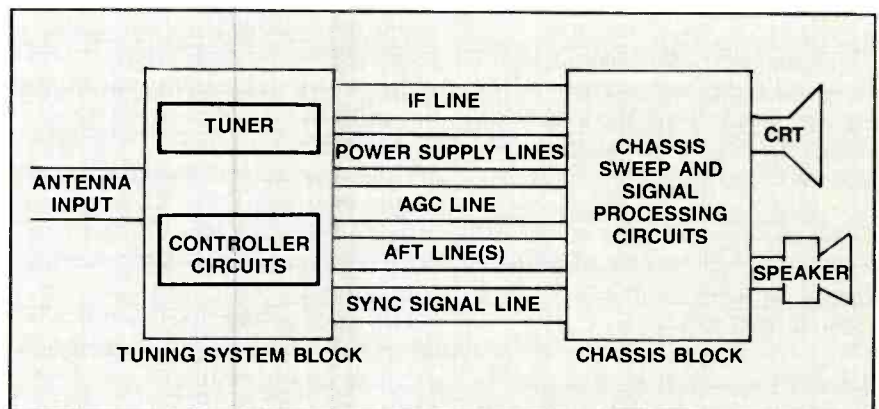 TUNER
ANTENNA
INPUT
CONTROLLER
CIRCUITS
TUNING SYSTEM BLOCK
IF LINE
POWER SUPPLY LINES
AGC LINE
AFT LINE(S)
SYNC SIGNAL LINE
CHASSIS
SWEEP AND
SIGNAL
PROCESSING
CIRCUITS
CHASSIS BLOCK
CRT
SPEAKER